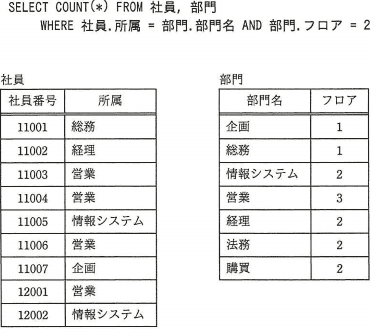 SELECT COUNT(*) FROM 社員, 部門
WHERE 社員.所属 = 部門.部門名 AND 部門.フロア = 2
社員
社員番号 所属
11001 総務
11002 経理
11003 営業
11004 営業
11005 情報システム
11006 営業
11007 企画
12001 営業
12002 情報システム
部門
部門名 フロア
企画 1
総務 1
情報システム 2
営業 3
経理 2
法務 2
購買 2